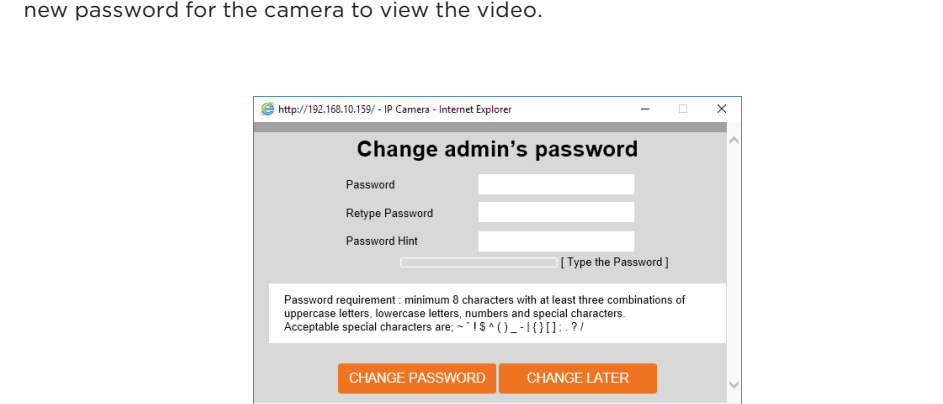 new password for the camera to view the video.
http://192.168.10.159/ - IP Camera - Internet Explorer
Change admin's password
Password
Retype Password
Password Hint
[ Type the Password ]
Password requirement : minimum 8 characters with at least three combinations of
uppercase letters, lowercase letters, numbers and special characters.
Acceptable special characters are; ~ ` ! $ ^ ( ) _ - | { } [ ] ; . ? /
CHANGE PASSWORD
CHANGE LATER